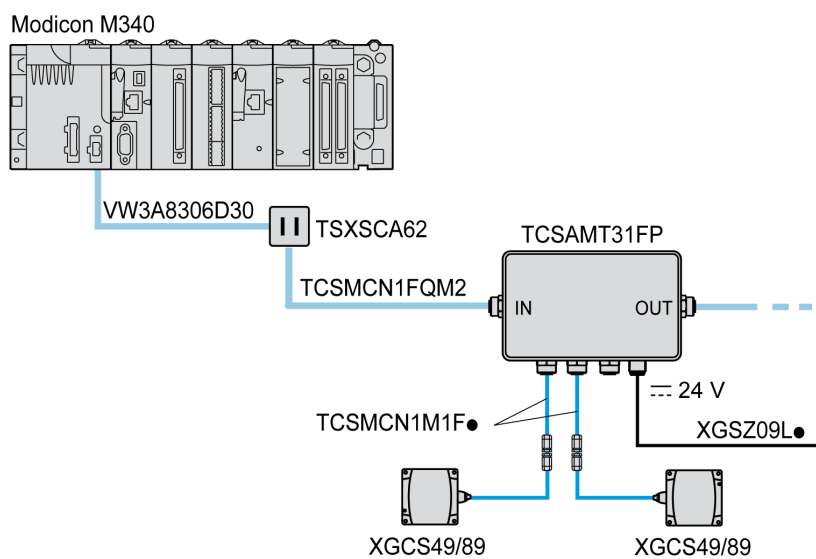 Modicon M340
VW3A8306D30
TSXSCA62
TCSAMT31FP
TCSMCN1FQM2
IN
OUT
24 V
TCSMCN1M1F●
XGSZ09L●
XGCS49/89
XGCS49/89